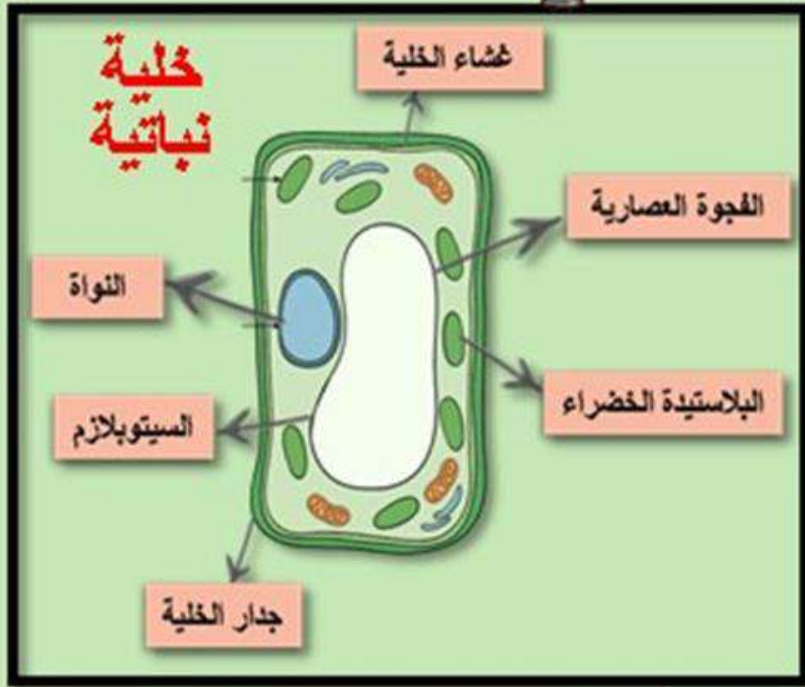 خلية
نباتية
غشاء الخلية
الفجوة العصارية
النواة
البلاستيدة الخضراء
السيتوبلازم
جدار الخلية